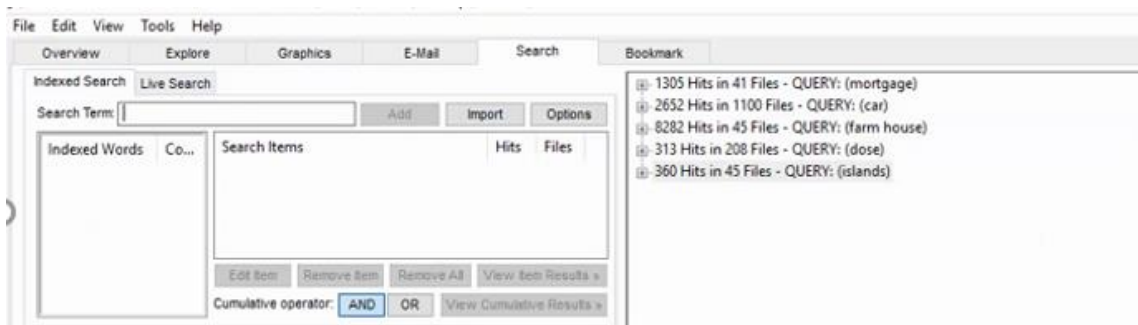 File Edit View Tools Help
Overview Explore Graphics E-Mail Search Bookmark
Indexed Search Live Search
Search Term: Add Import Options
Indexed Words Co... Search Items Hits Files
Edit Item Remove Item Remove All View Item Results »
Cumulative operator: AND OR View Cumulative Results »
1305 Hits in 41 Files - QUERY: (mortgage)
2652 Hits in 1100 Files - QUERY: (car)
8282 Hits in 45 Files - QUERY: (farm house)
313 Hits in 208 Files - QUERY: (dose)
360 Hits in 45 Files - QUERY: (islands)